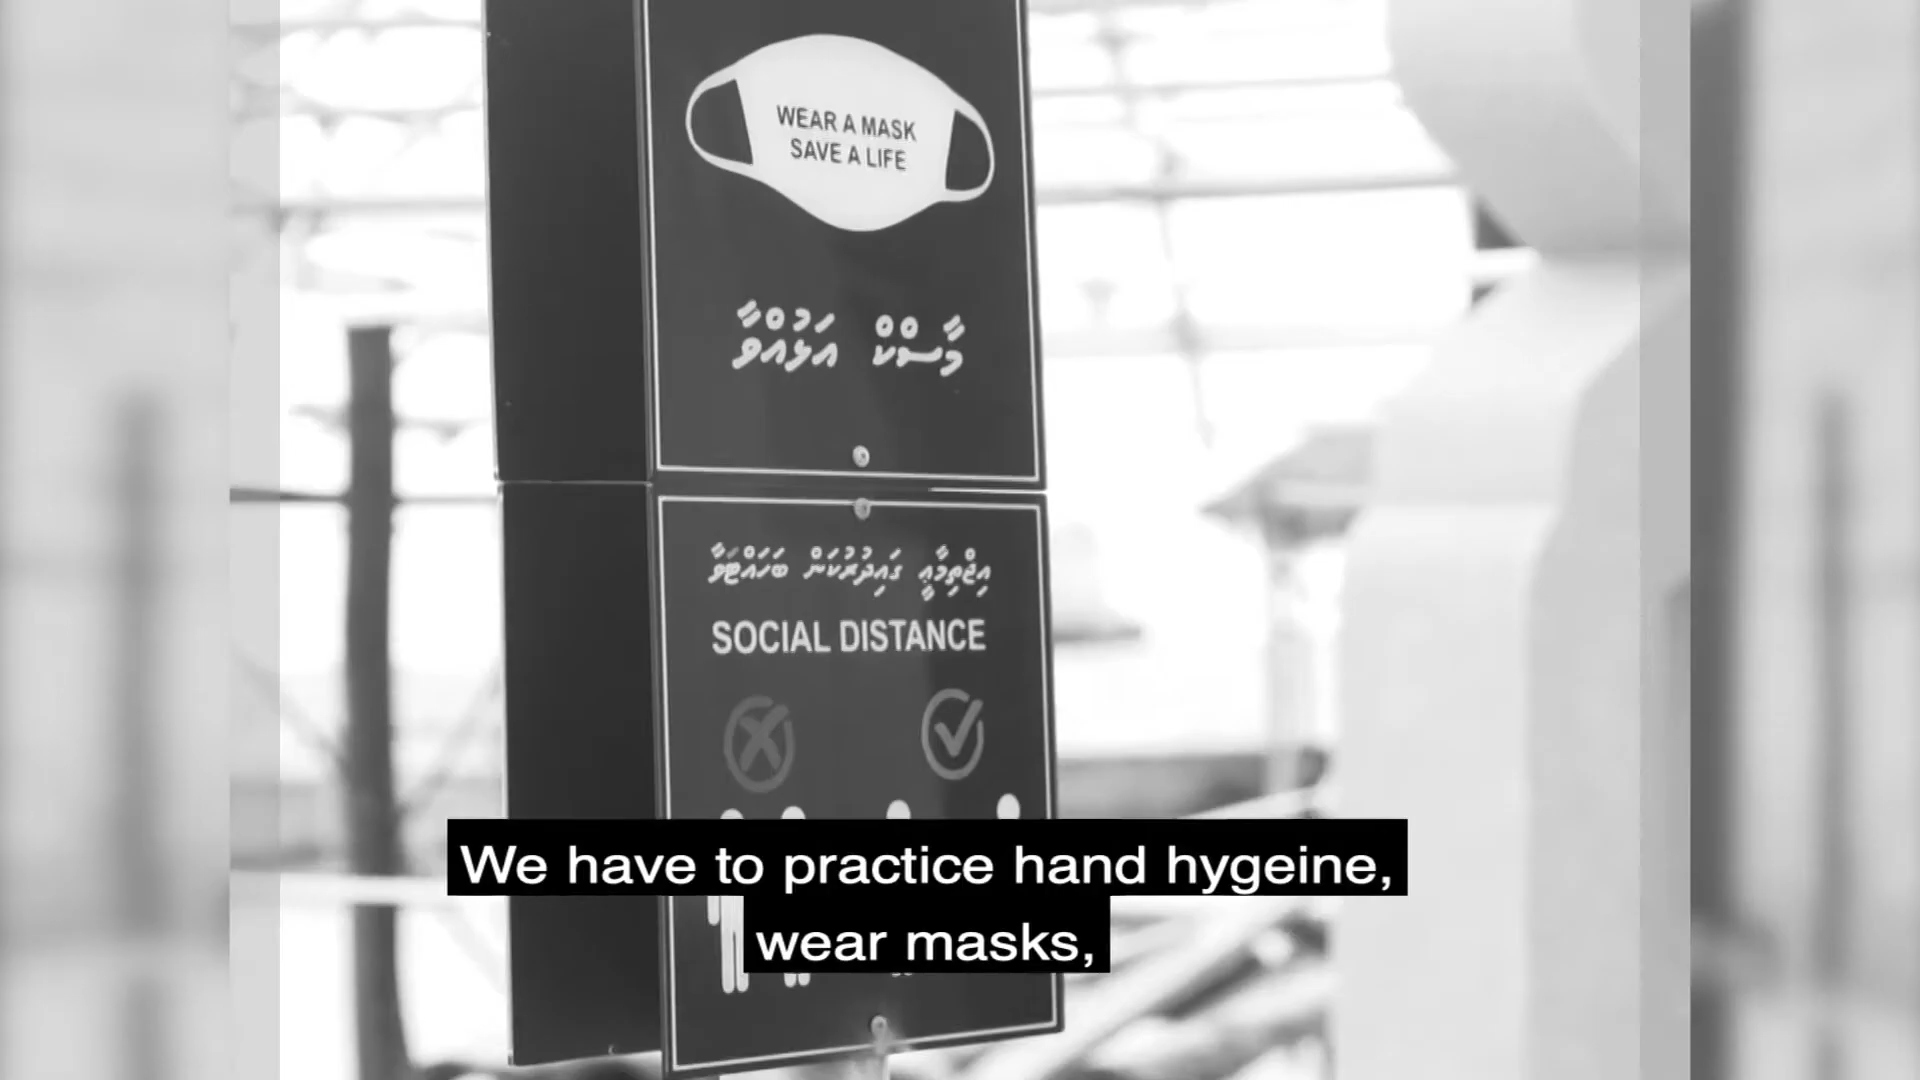 WEAR A MASK
SAVE A LIFE
މާސްކް އަޅުއްވާ
އިޖްތިމާޢީ ގައިދުރުކަން ބަހައްޓަވާ
SOCIAL DISTANCE
We have to practice hand hygeine,
wear masks,